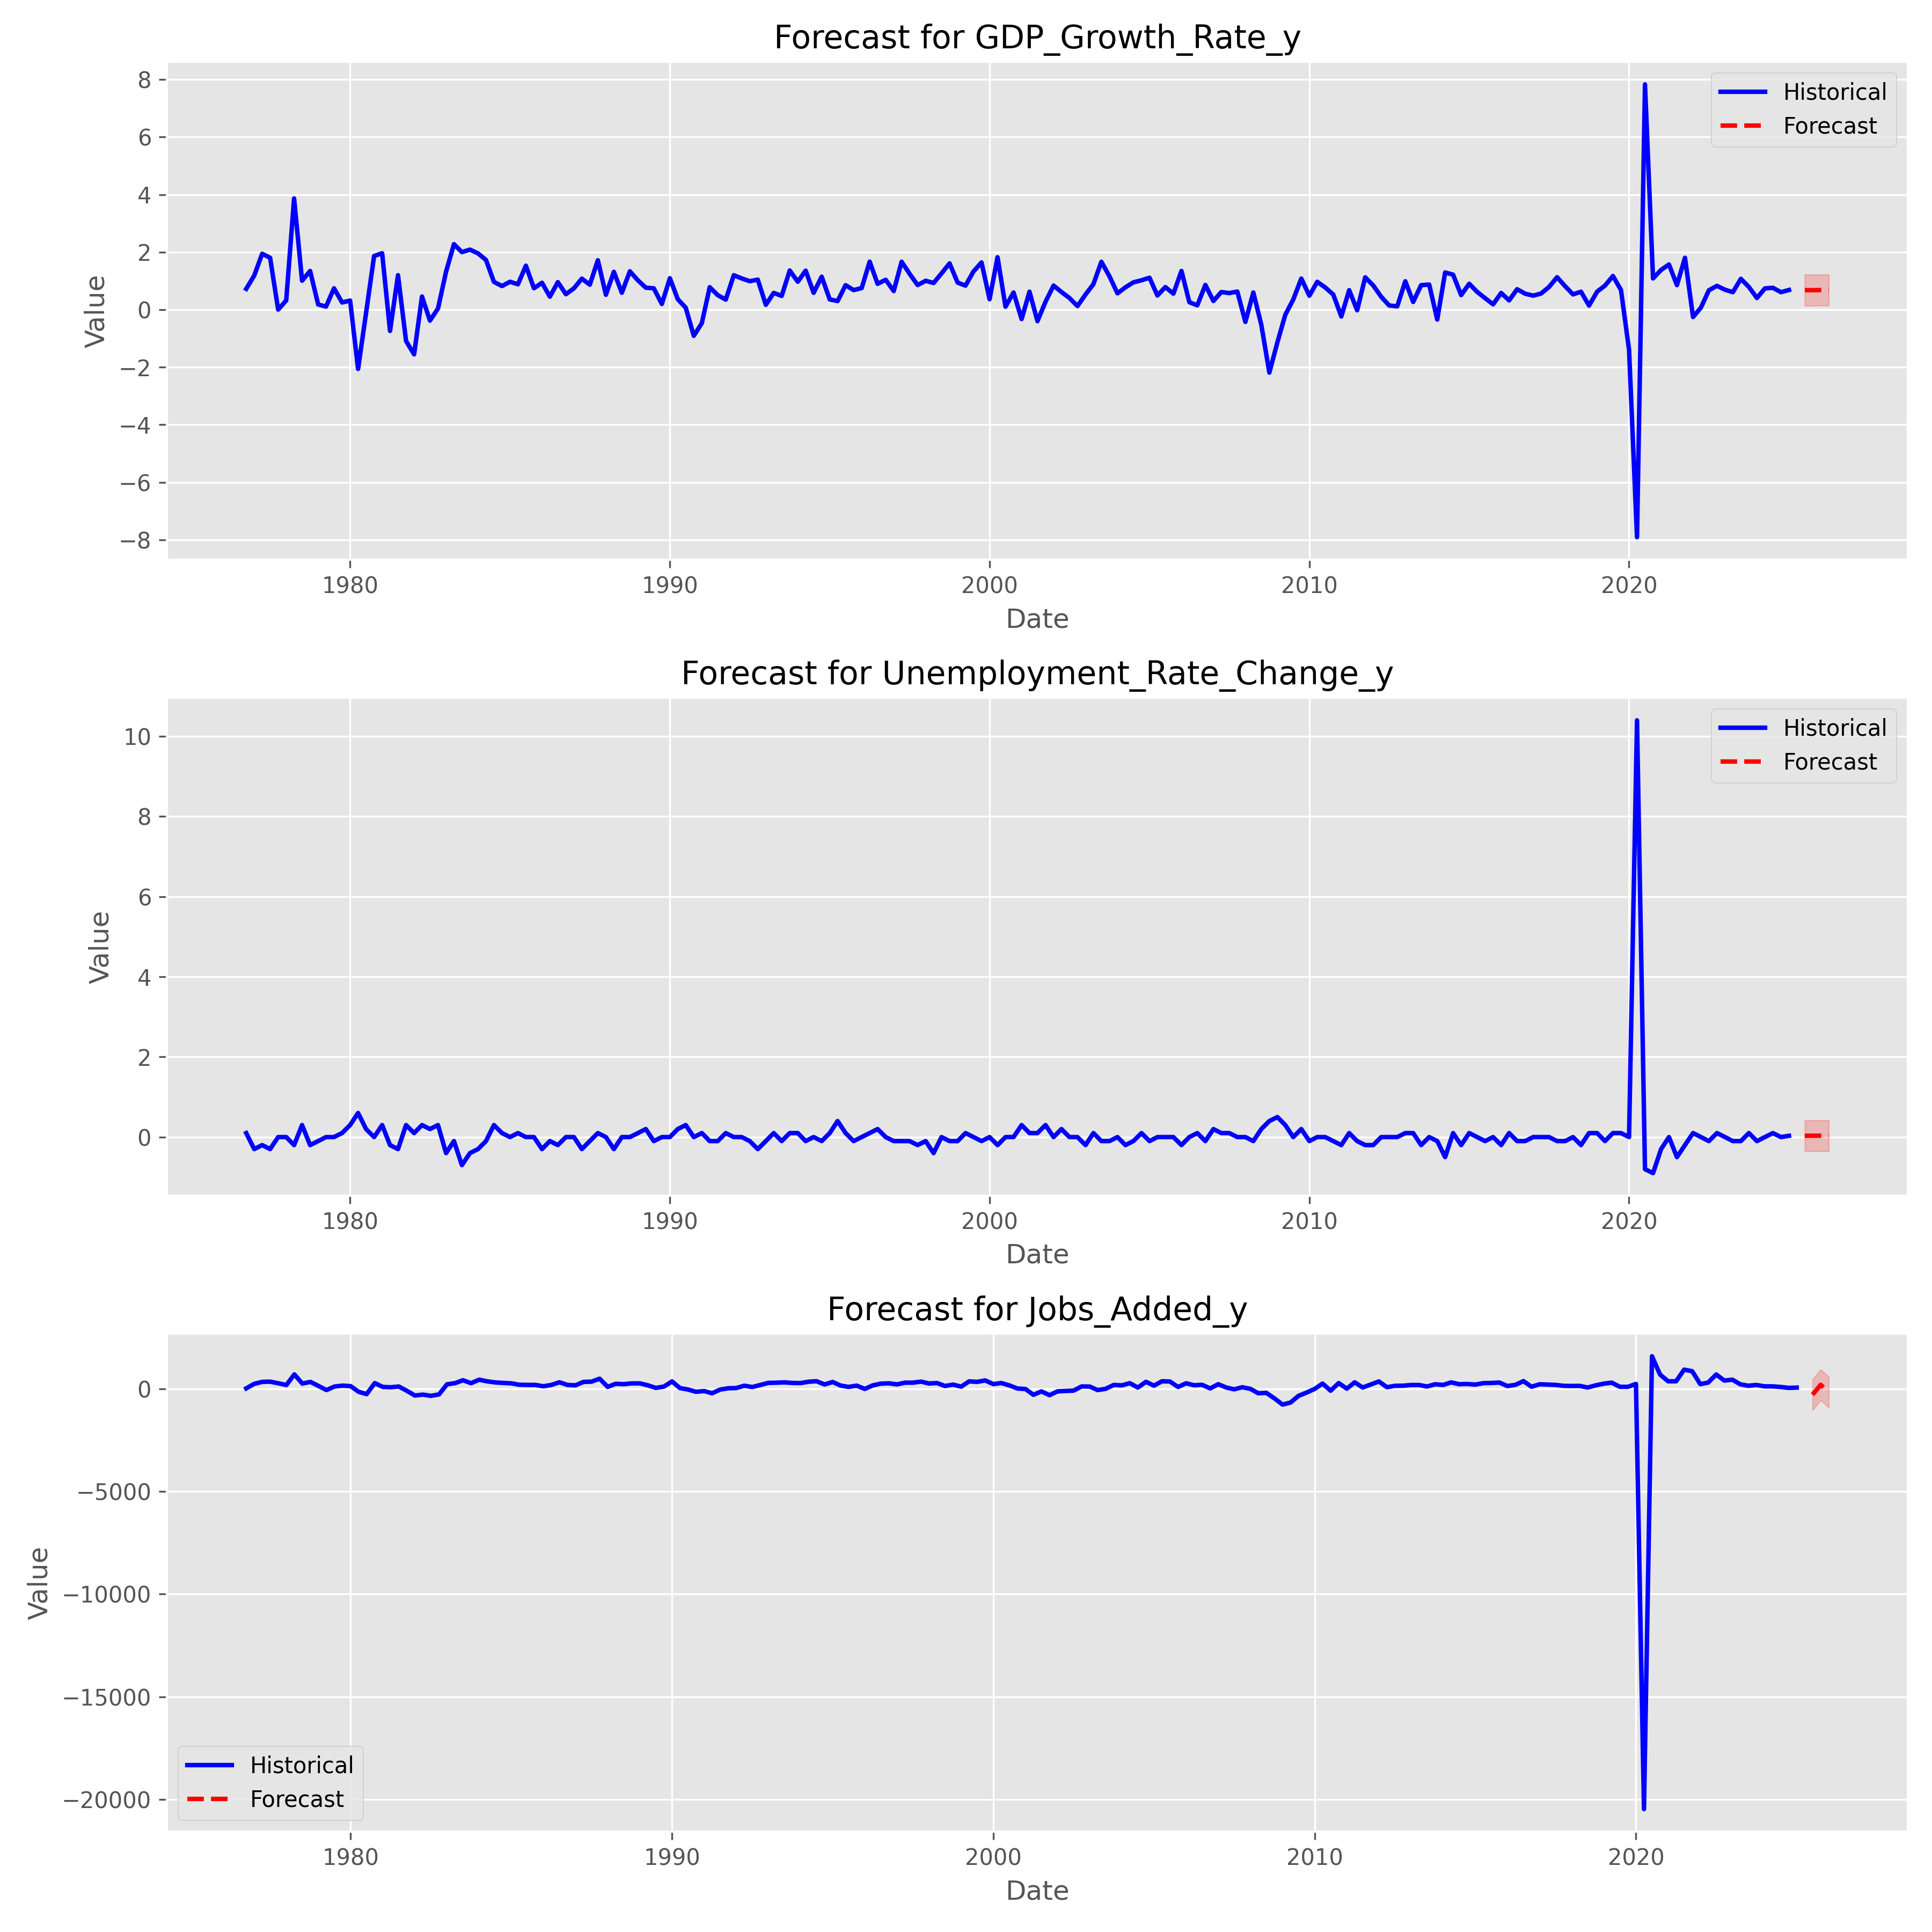 Forecast for GDP_Growth_Rate_y
8
6
4
2
0
−2
−4
−6
−8
Value
Historical
Forecast
1980 1990 2000 2010 2020
Date
Forecast for Unemployment_Rate_Change_y
10
8
6
4
2
0
Value
Historical
Forecast
1980 1990 2000 2010 2020
Date
Forecast for Jobs_Added_y
0
−5000
−10000
−15000
−20000
Value
Historical
Forecast
1980 1990 2000 2010 2020
Date